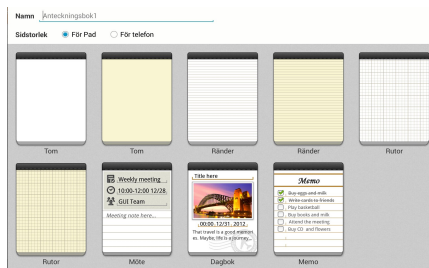 Namn Anteckningsbok1
Sidstorlek För Pad För telefon
Tom
Tom
Ränder
Ränder
Rutor
Rutor
Weekly meeting
10:00-12:00 12/28
GUI Team
Meeting note here...
Möte
Title here
00:00, 12/31, 2012
That travel is a good memori
es. Maybe, life is a journey...
Dagbok
Memo
Buy eggs and milk
Write cards to friends
Play basketball
Buy boots and milk
Attend the meeting
Buy CD and flowers
Memo